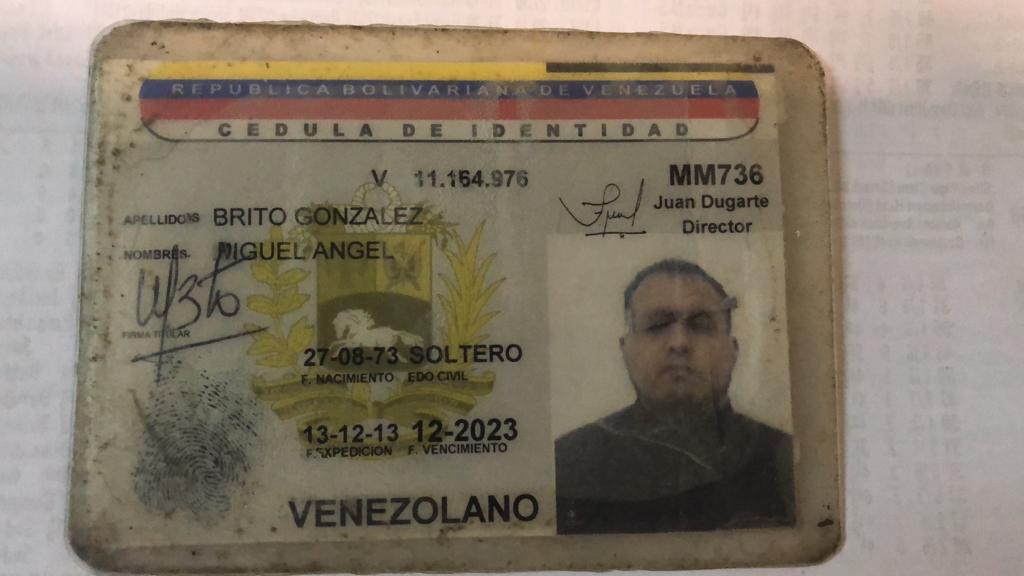 REPUBLICA BOLIVARIANA DE VENEZUELA
CEDULA DE IDENTIDAD
V 11.154.976
MM736
Juan Dugarte
Director
APELLIDOS BRITO GONZALEZ
NOMBRES MIGUEL ANGEL
FIRMA TITULAR
27-08-73 SOLTERO
F. NACIMIENTO EDO CIVIL
13-12-13 12-2023
F. EXPEDICION F. VENCIMIENTO
VENEZOLANO